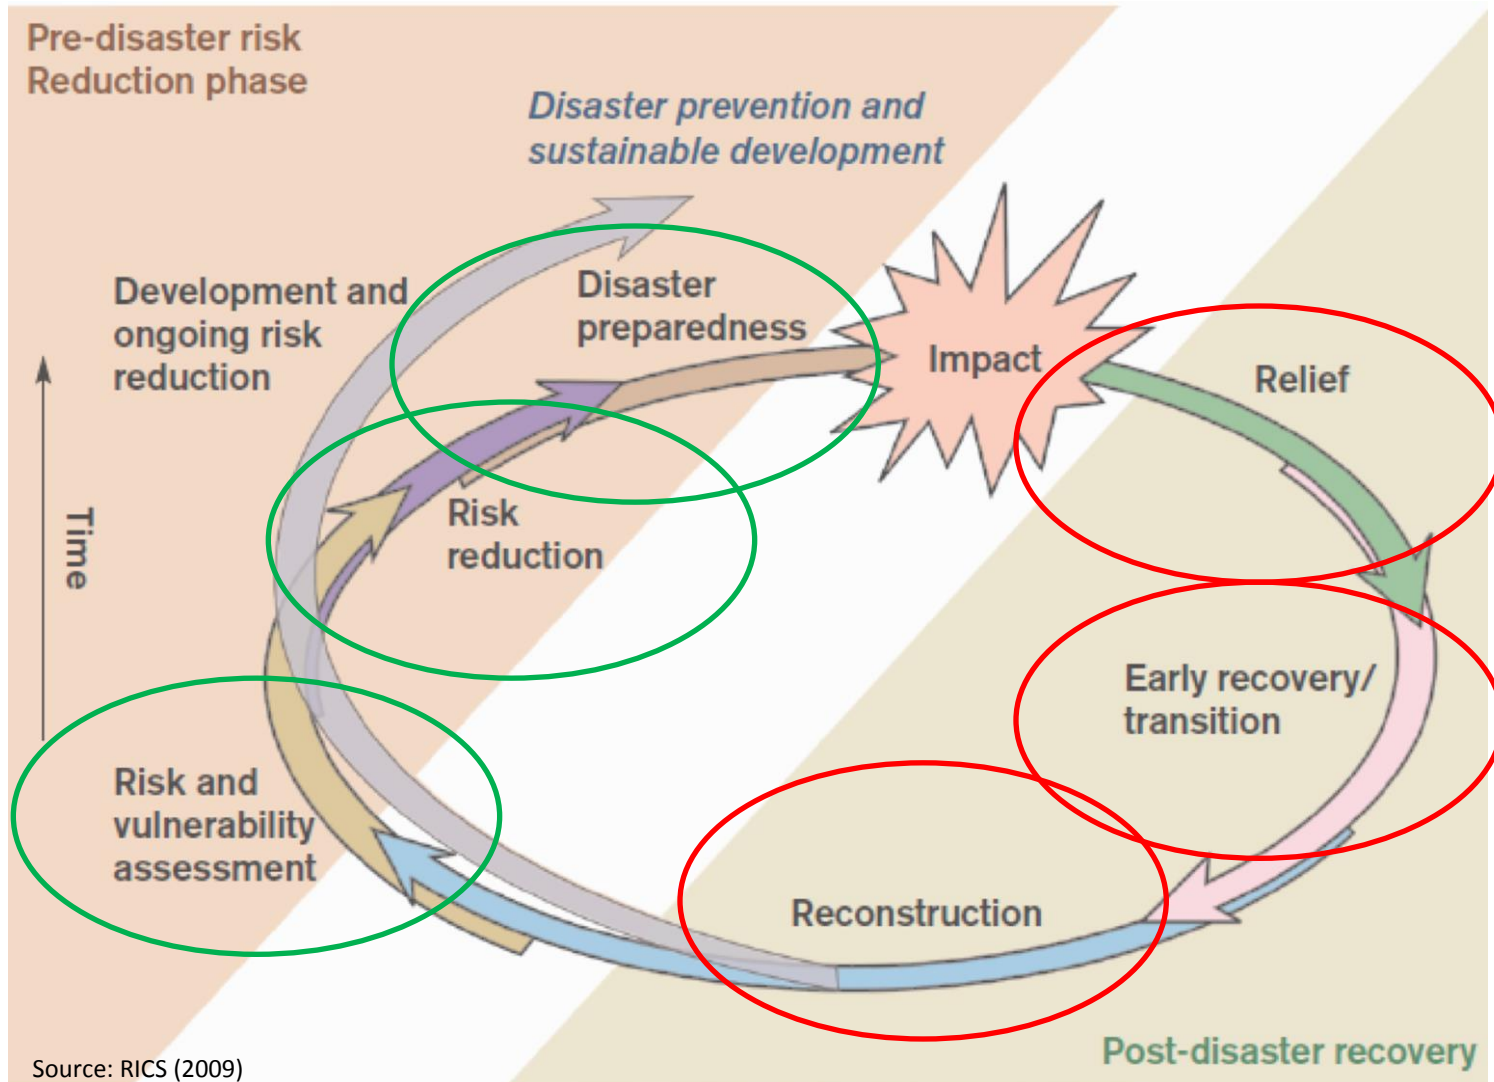 Pre-disaster risk
Reduction phase
Disaster prevention and
sustainable development
Development and
ongoing risk
reduction
Disaster
preparedness
Impact
Relief
Time
Risk
reduction
Early recovery/
transition
Risk and
vulnerability
assessment
Reconstruction
Post-disaster recovery
Source: RICS (2009)